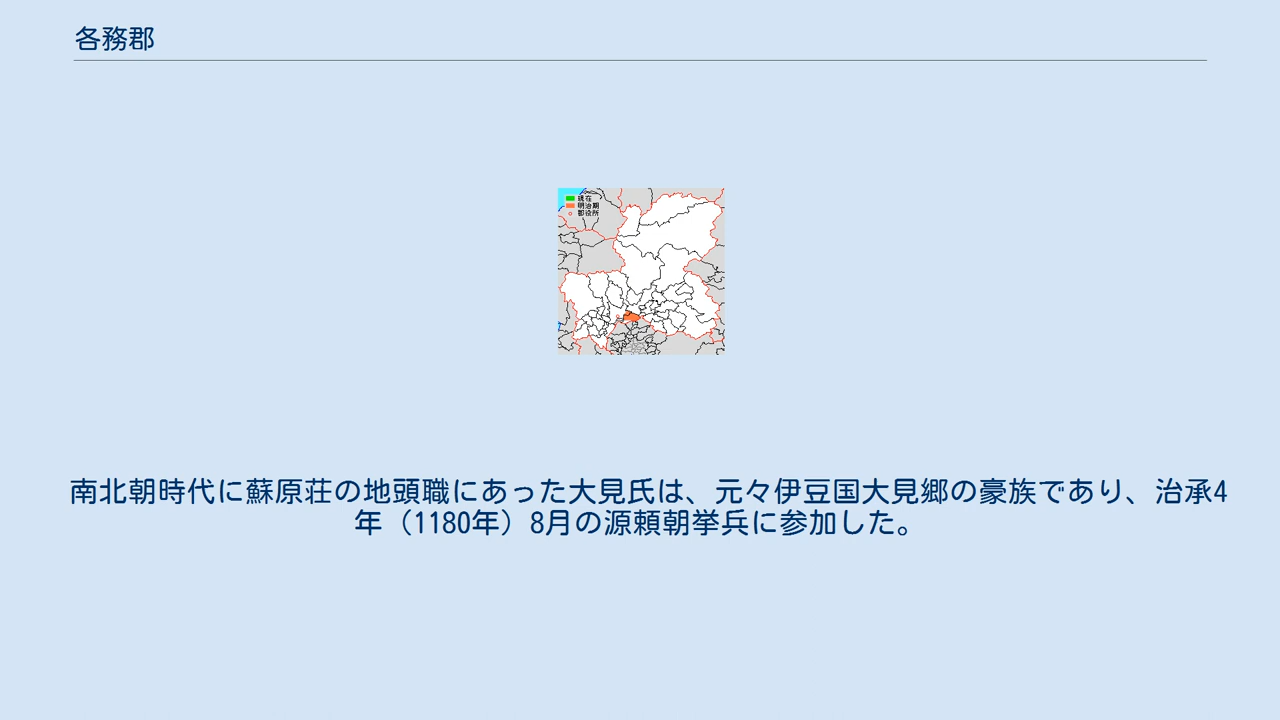 各務郡
現在
明治期
郡役所
南北朝時代に蘇原荘の地頭職にあった大見氏は、元々伊豆国大見郷の豪族であり、治承4
年（1180年）8月の源頼朝挙兵に参加した。